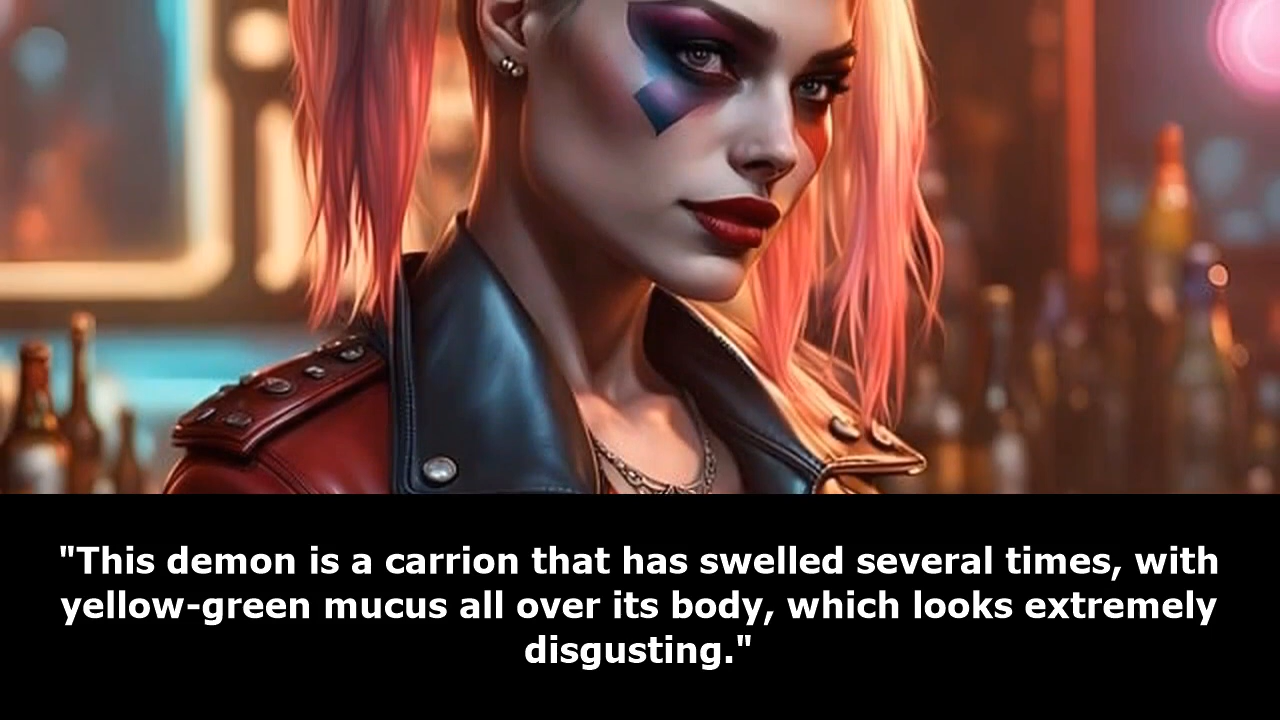 "This demon is a carrion that has swelled several times, with
yellow-green mucus all over its body, which looks extremely
disgusting."